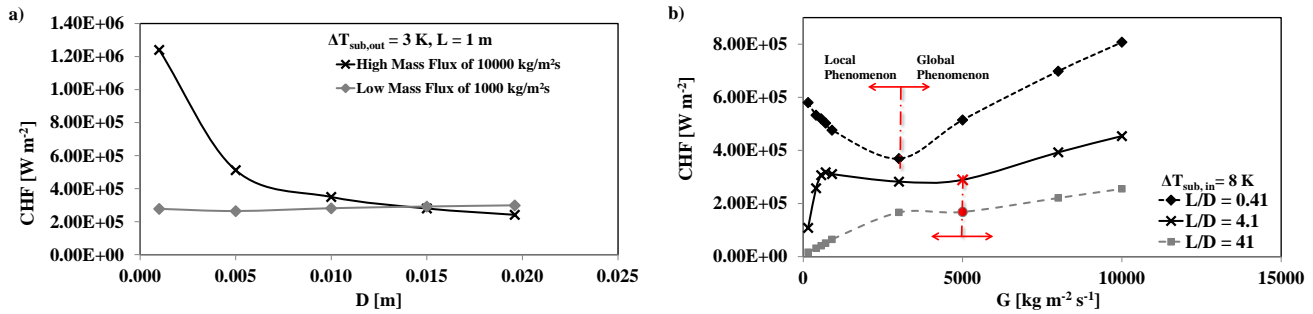 a)
1.40E+06
1.20E+06
1.00E+06
8.00E+05
6.00E+05
4.00E+05
2.00E+05
0.00E+00
CHF [W m⁻²]
ΔT_sub,out = 3 K, L = 1 m
High Mass Flux of 10000 kg/m²s
Low Mass Flux of 1000 kg/m²s
0.000 0.005 0.010 0.015 0.020 0.025
D [m]
b)
8.00E+05
6.00E+05
4.00E+05
2.00E+05
0.00E+00
CHF [W m⁻²]
Local
Phenomenon
Global
Phenomenon
ΔT_sub, in = 8 K
L/D = 0.41
L/D = 4.1
L/D = 41
0 5000 10000 15000
G [kg m⁻² s⁻¹]